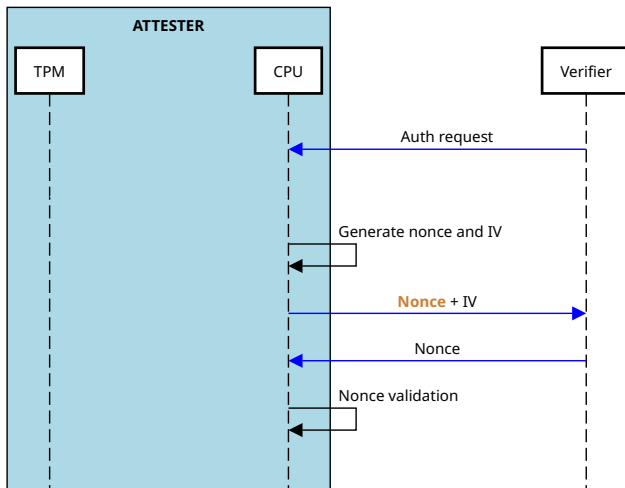 ATTESTER
TPM
CPU
Verifier
Auth request
Generate nonce and IV
Nonce + IV
Nonce
Nonce validation